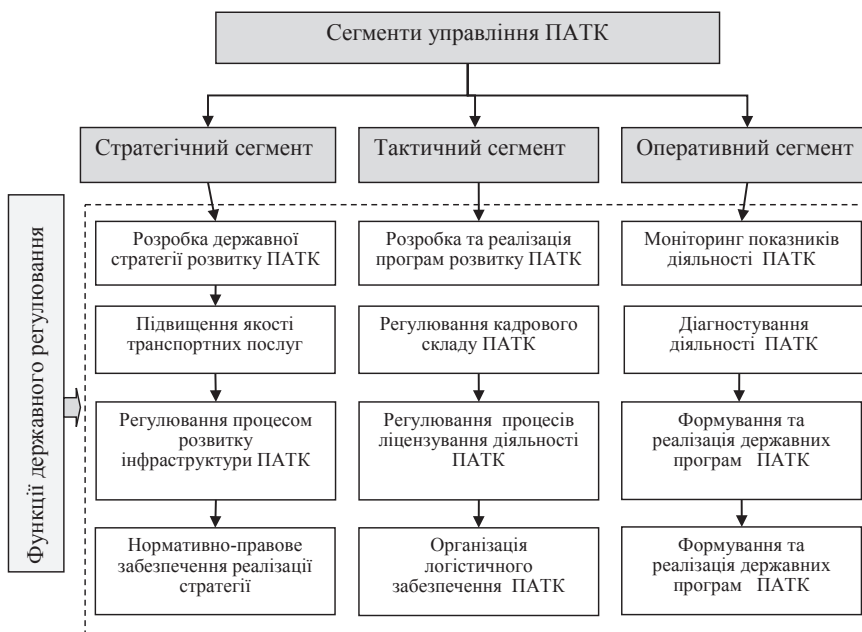 Сегменти управління ПАТК
Стратегічний сегмент
Тактичний сегмент
Оперативний сегмент
Функції державного регулювання
Розробка державної
стратегії розвитку ПАТК
Підвищення якості
транспортних послуг
Регулювання процесом
розвитку
інфраструктури ПАТК
Нормативно-правове
забезпечення реалізації
стратегії
Розробка та реалізація
програм розвитку ПАТК
Регулювання кадрового
складу ПАТК
Регулювання процесів
ліцензування діяльності
ПАТК
Організація
логістичного
забезпечення ПАТК
Моніторинг показників
діяльності ПАТК
Діагностування
діяльності ПАТК
Формування та
реалізація державних
програм ПАТК
Формування та
реалізація державних
програм ПАТК